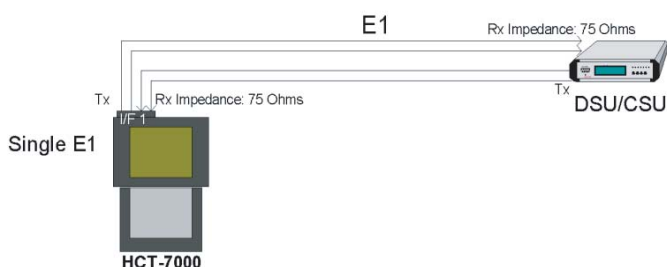 E1
Rx Impedance: 75 Ohms
Tx
Rx Impedance: 75 Ohms
Tx
DSU/CSU
I/F 1
Single E1
HCT-7000